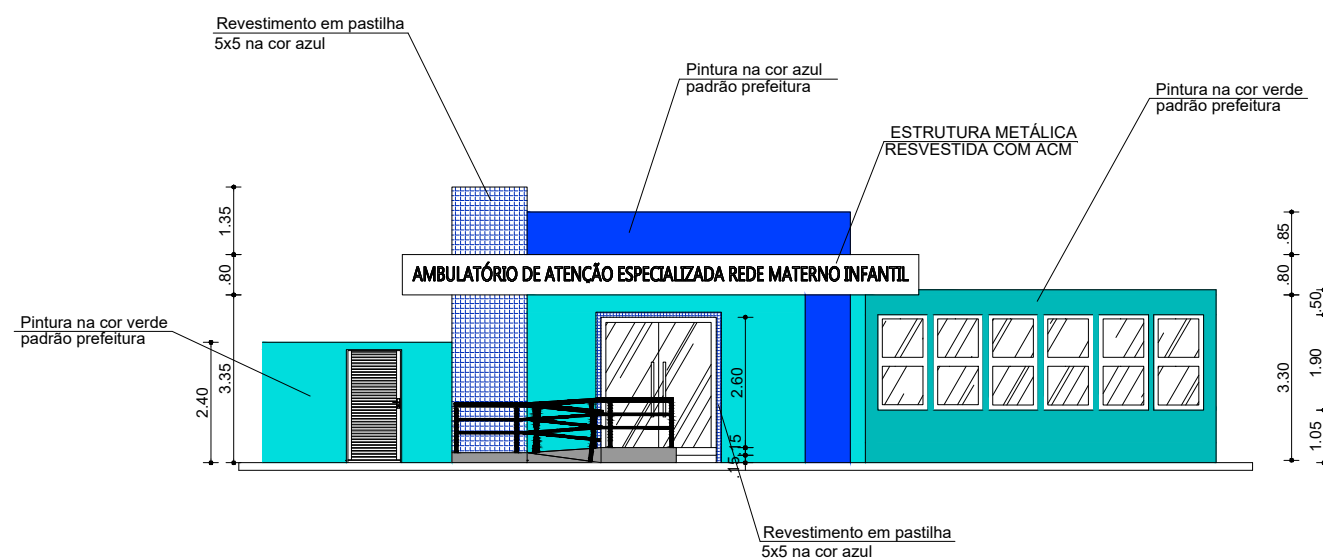 Revestimento em pastilha
5x5 na cor azul
Pintura na cor azul
padrão prefeitura
Pintura na cor verde
padrão prefeitura
ESTRUTURA METÁLICA
RESVESTIDA COM ACM
AMBULATÓRIO DE ATENÇÃO ESPECIALIZADA REDE MATERNO INFANTIL
Pintura na cor verde
padrão prefeitura
1.35
.80
3.35
2.40
2.60
.15
.15
.85
.80
3.30
.50
1.90
1.05
Revestimento em pastilha
5x5 na cor azul